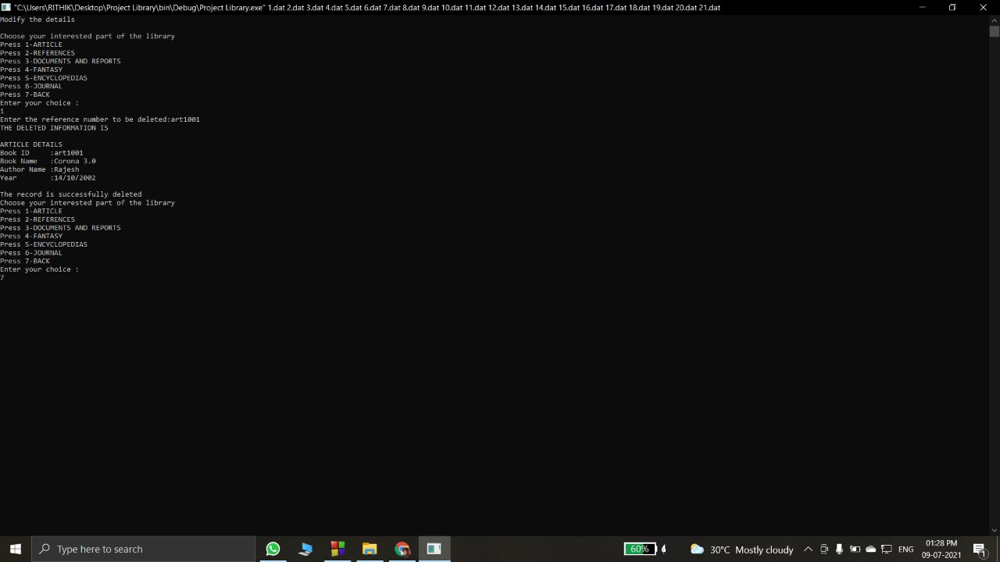 "C:\Users\RITHIK\Desktop\Project Library\bin\Debug\Project Library.exe" 1.dat 2.dat 3.dat 4.dat 5.dat 6.dat 7.dat 8.dat 9.dat 10.dat 11.dat 12.dat 13.dat 14.dat 15.dat 16.dat 17.dat 18.dat 19.dat 20.dat 21.dat
Modify the details
Choose your interested part of the library
Press 1-ARTICLE
Press 2-REFERENCES
Press 3-DOCUMENTS AND REPORTS
Press 4-FANTASY
Press 5-ENCYCLOPEDIAS
Press 6-JOURNAL
Press 7-BACK
Enter your choice :
1
Enter the reference number to be deleted:art1001
THE DELETED INFORMATION IS
ARTICLE DETAILS
Book ID     :art1001
Book Name   :Corona 3.0
Author Name :Rajesh
Year        :14/10/2002
The record is successfully deleted
Choose your interested part of the library
Press 1-ARTICLE
Press 2-REFERENCES
Press 3-DOCUMENTS AND REPORTS
Press 4-FANTASY
Press 5-ENCYCLOPEDIAS
Press 6-JOURNAL
Press 7-BACK
Enter your choice :
7
Type here to search
60%
30°C Mostly cloudy
ENG
01:28 PM
09-07-2021
1